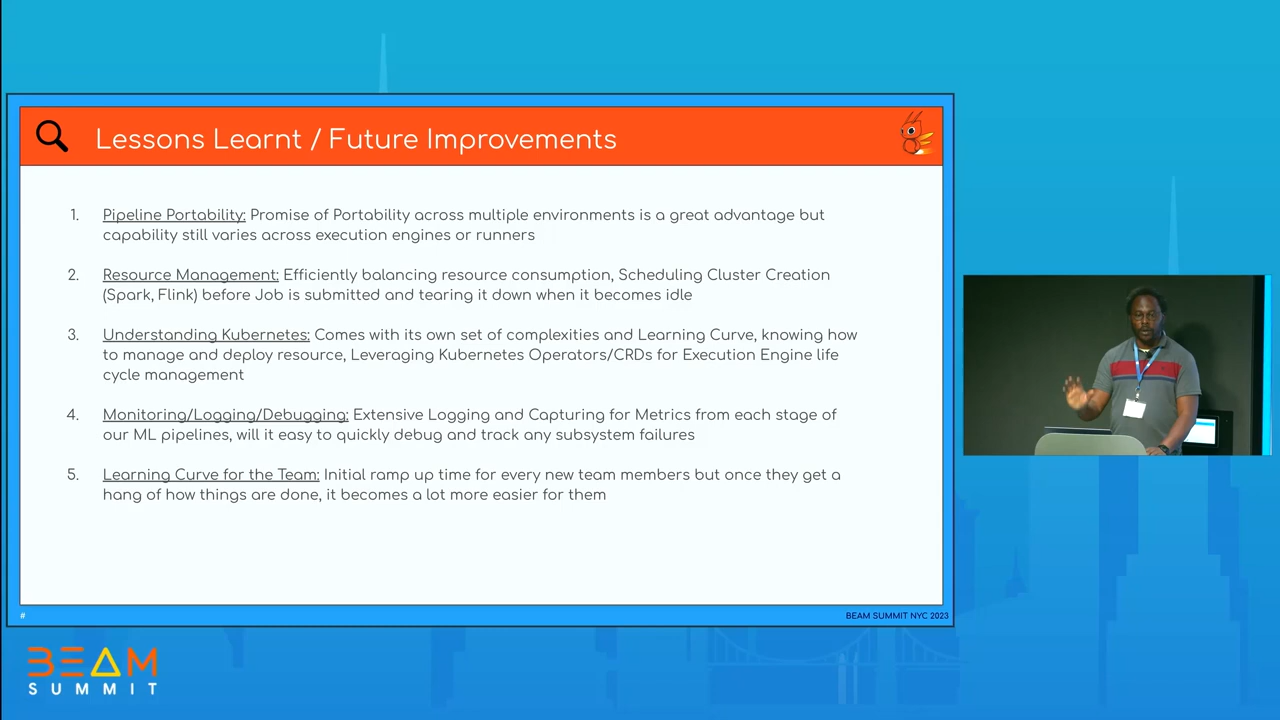 Lessons Learnt / Future Improvements
1. Pipeline Portability: Promise of Portability across multiple environments is a great advantage but
capability still varies across execution engines or runners
2. Resource Management: Efficiently balancing resource consumption, Scheduling Cluster Creation
(Spark, Flink) before Job is submitted and tearing it down when it becomes idle
3. Understanding Kubernetes: Comes with its own set of complexities and Learning Curve, knowing how
to manage and deploy resource, Leveraging Kubernetes Operators/CRDs for Execution Engine life
cycle management
4. Monitoring/Logging/Debugging: Extensive Logging and Capturing for Metrics from each stage of
our ML pipelines, will it easy to quickly debug and track any subsystem failures
5. Learning Curve for the Team: Initial ramp up time for every new team members but once they get a
hang of how things are done, it becomes a lot more easier for them
#
BEAM SUMMIT NYC 2023
BEAM
SUMMIT